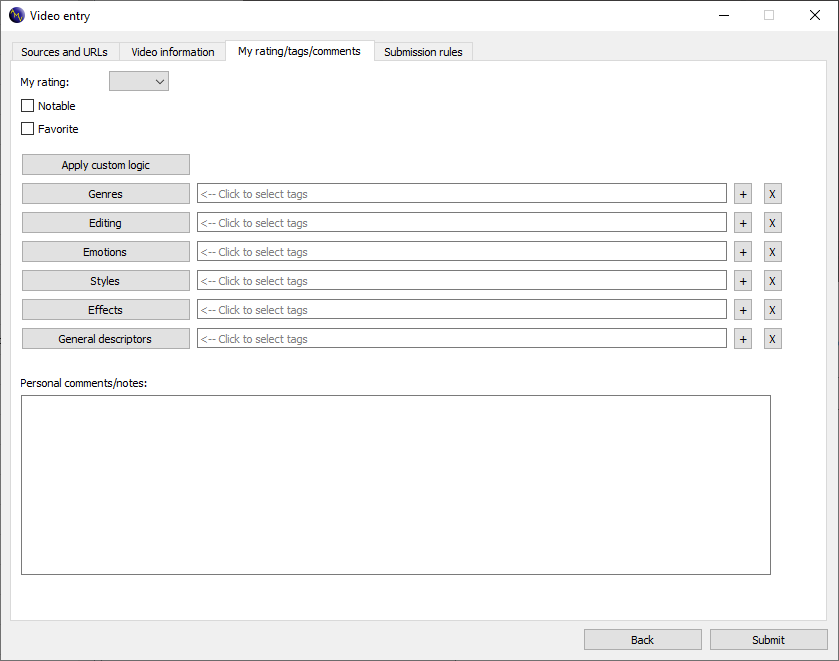 Video entry
Sources and URLs Video information My rating/tags/comments Submission rules
My rating:
Notable
Favorite
Apply custom logic
Genres <-- Click to select tags + X
Editing <-- Click to select tags + X
Emotions <-- Click to select tags + X
Styles <-- Click to select tags + X
Effects <-- Click to select tags + X
General descriptors <-- Click to select tags + X
Personal comments/notes:
Back Submit